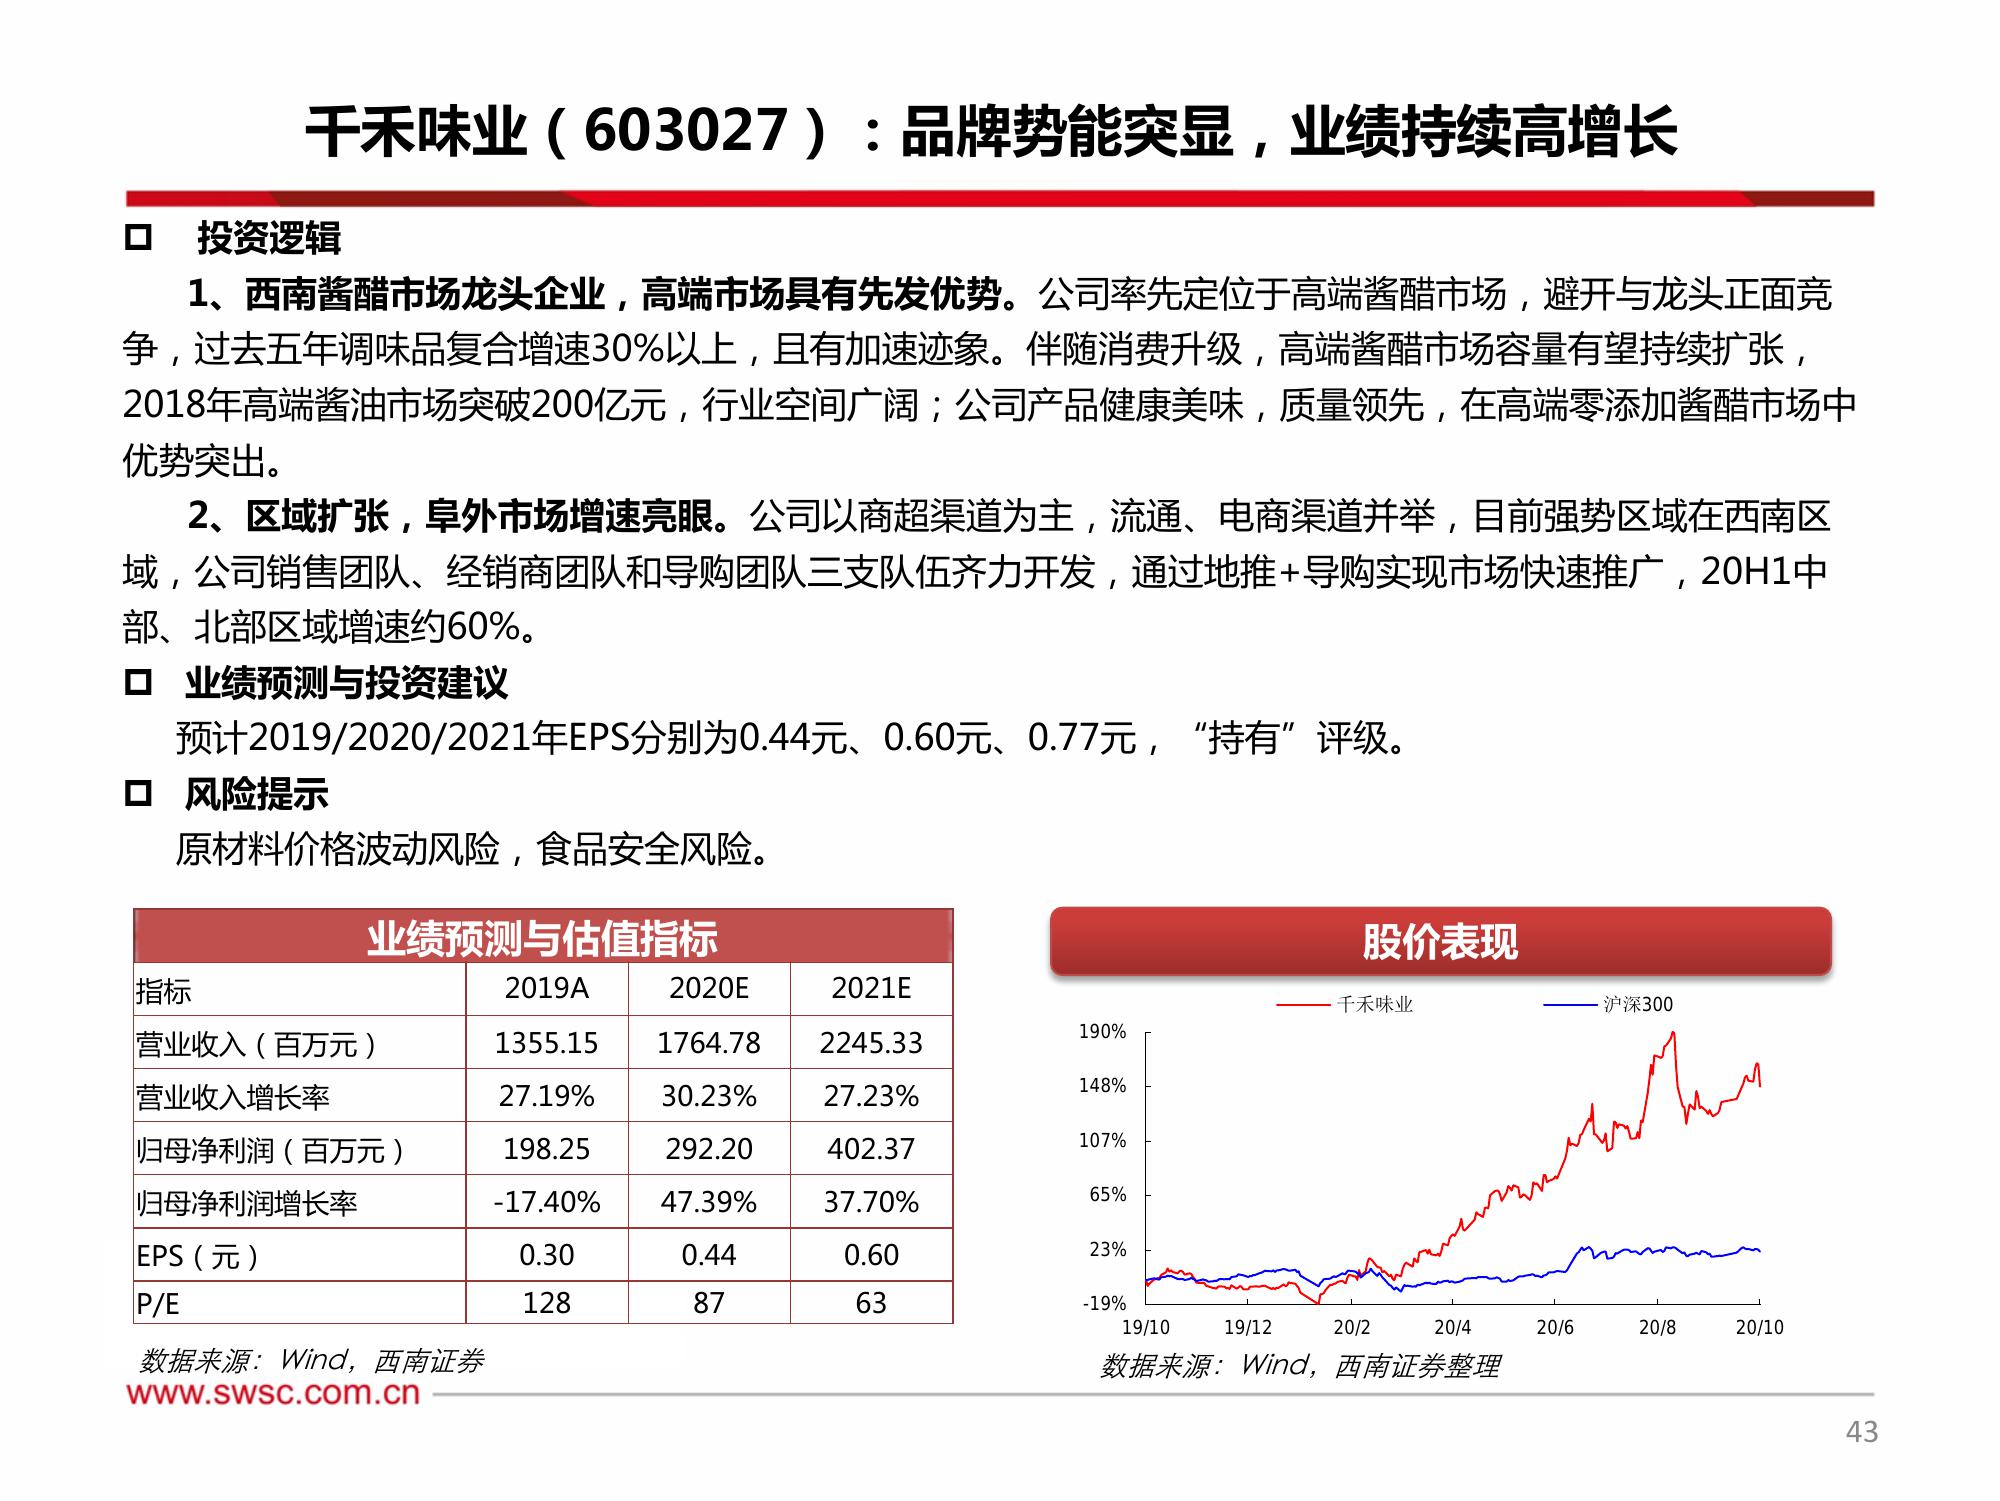 千禾味业（603027）：品牌势能突显，业绩持续高增长
投资逻辑
1、西南酱醋市场龙头企业，高端市场具有先发优势。公司率先定位于高端酱醋市场，避开与龙头正面竞
争，过去五年调味品复合增速30%以上，且有加速迹象。伴随消费升级，高端酱醋市场容量有望持续扩张，
2018年高端酱油市场突破200亿元，行业空间广阔；公司产品健康美味，质量领先，在高端零添加酱醋市场中
优势突出。
2、区域扩张，阜外市场增速亮眼。公司以商超渠道为主，流通、电商渠道并举，目前强势区域在西南区
域，公司销售团队、经销商团队和导购团队三支队伍齐力开发，通过地推+导购实现市场快速推广，20H1中
部、北部区域增速约60%。
业绩预测与投资建议
预计2019/2020/2021年EPS分别为0.44元、0.60元、0.77元，“持有”评级。
风险提示
原材料价格波动风险，食品安全风险。
业绩预测与估值指标
指标 2019A 2020E 2021E
营业收入（百万元） 1355.15 1764.78 2245.33
营业收入增长率 27.19% 30.23% 27.23%
归母净利润（百万元） 198.25 292.20 402.37
归母净利润增长率 -17.40% 47.39% 37.70%
EPS（元） 0.30 0.44 0.60
P/E 128 87 63
数据来源：Wind，西南证券
股价表现
千禾味业 沪深300
190%
148%
107%
65%
23%
-19%
19/10 19/12 20/2 20/4 20/6 20/8 20/10
数据来源：Wind，西南证券整理
www.swsc.com.cn
43